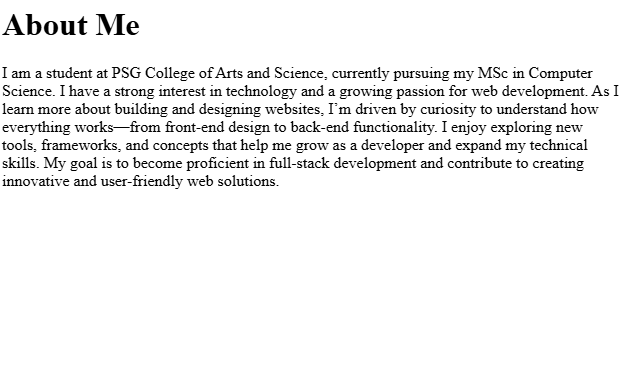 About Me
I am a student at PSG College of Arts and Science, currently pursuing my MSc in Computer
Science. I have a strong interest in technology and a growing passion for web development. As I
learn more about building and designing websites, I’m driven by curiosity to understand how
everything works—from front-end design to back-end functionality. I enjoy exploring new
tools, frameworks, and concepts that help me grow as a developer and expand my technical
skills. My goal is to become proficient in full-stack development and contribute to creating
innovative and user-friendly web solutions.